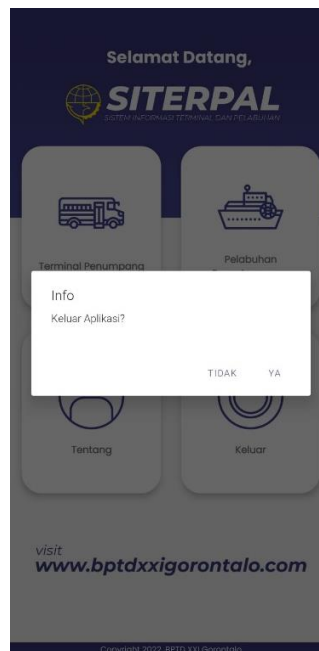 Selamat Datang,
SITERPAL
SISTEM INFORMASI TERMINAL DAN PELABUHAN
Terminal Penumpang
Pelabuhan
Info
Keluar Aplikasi?
TIDAK YA
Tentang
Keluar
visit
www.bptdxxigorontalo.com
Copyright 2022, BPTD XXI Gorontalo